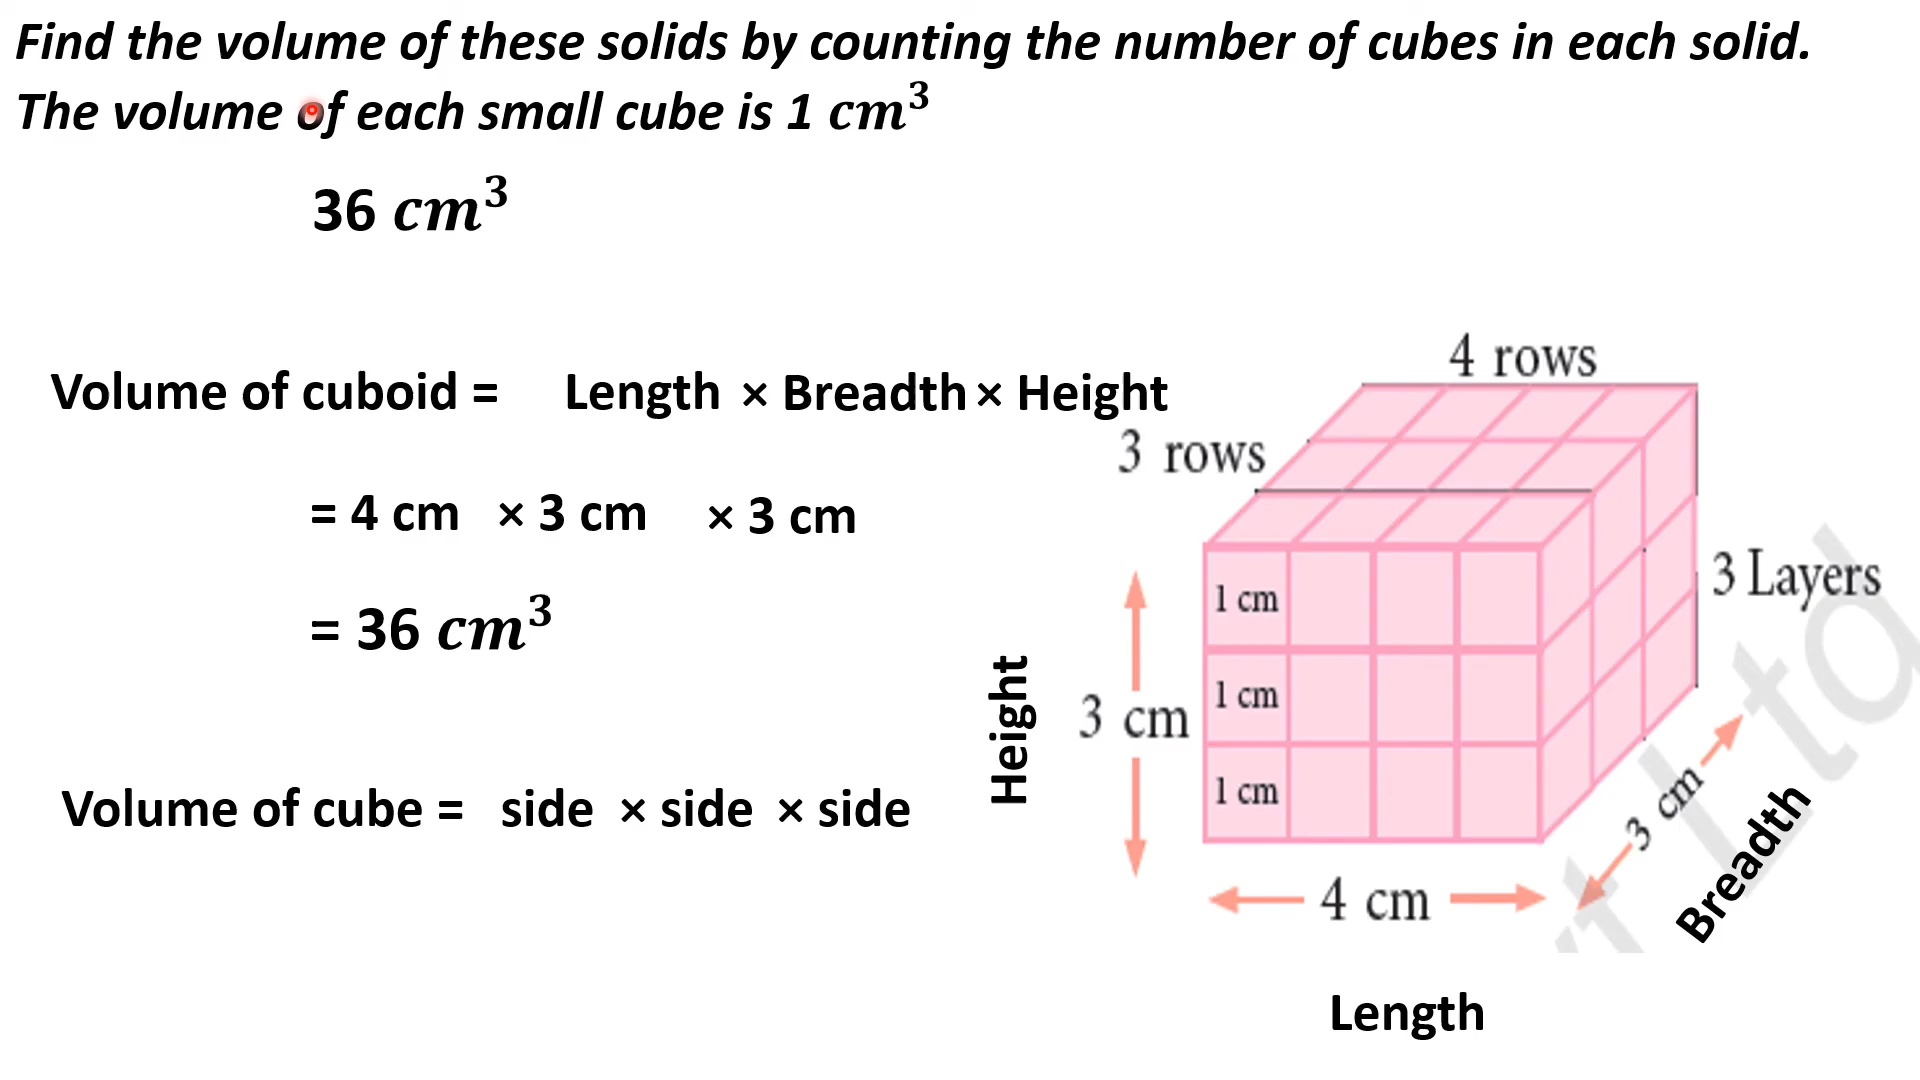 Find the volume of these solids by counting the number of cubes in each solid.
The volume of each small cube is 1 cm³
36 cm³
Volume of cuboid = Length × Breadth × Height
= 4 cm × 3 cm × 3 cm
= 36 cm³
Volume of cube = side × side × side
4 rows
3 rows
3 Layers
1 cm
1 cm
1 cm
Height
3 cm
4 cm
3 cm
Breadth
Length
t Ltd